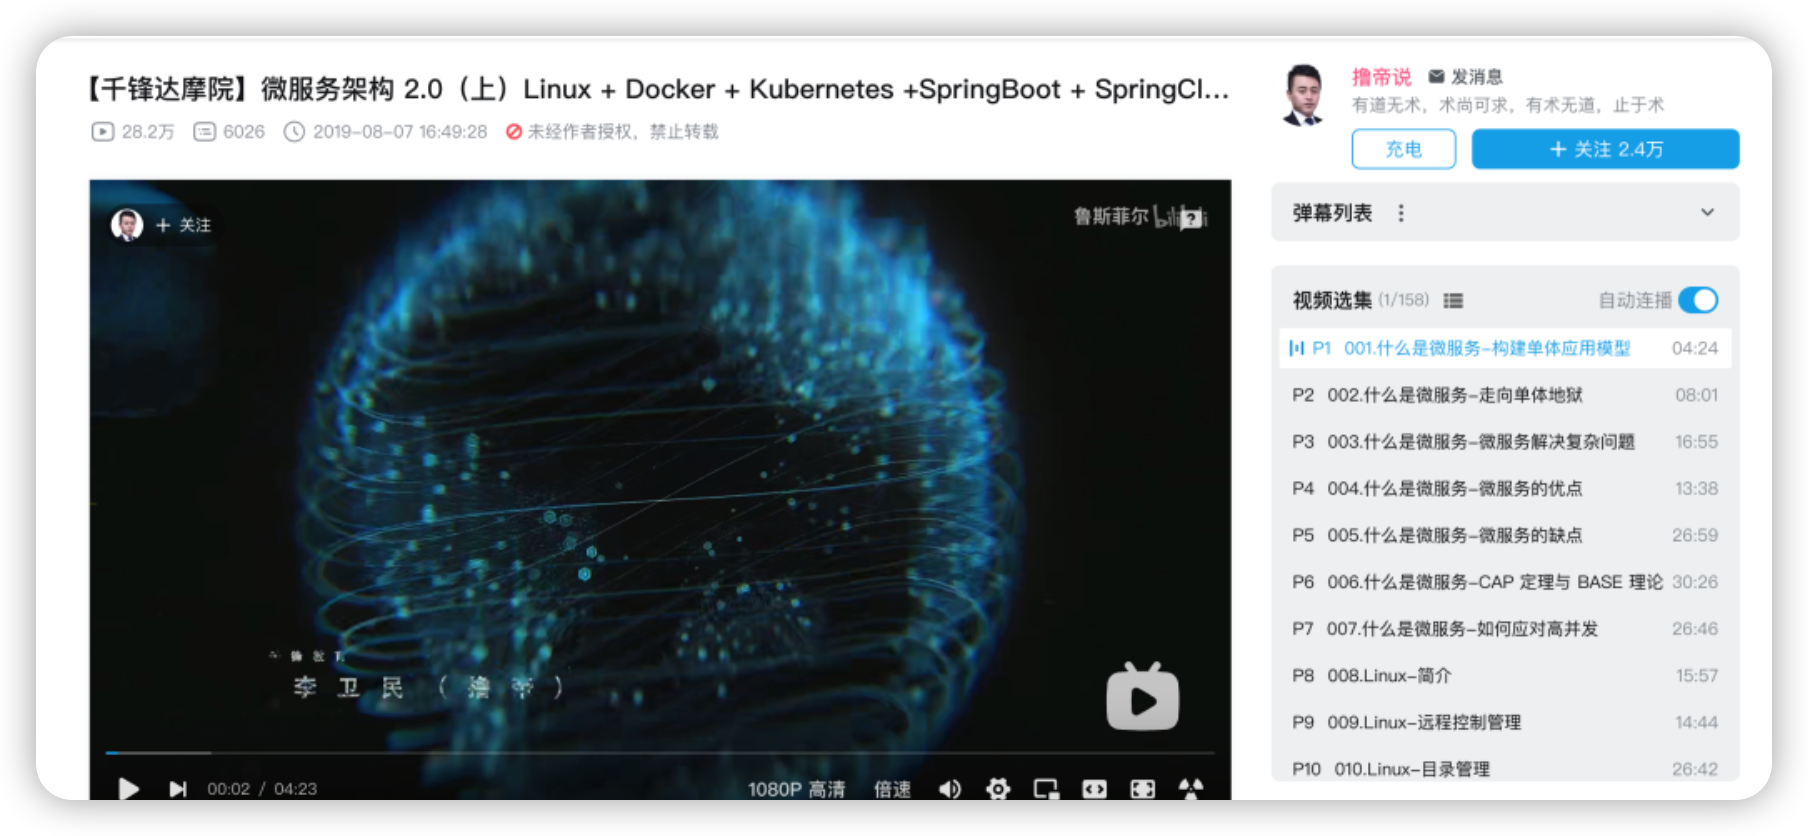 【千锋达摩院】微服务架构 2.0（上）Linux + Docker + Kubernetes +SpringBoot + SpringCl...
28.2万 6026 2019-08-07 16:49:28 未经作者授权，禁止转载
撸帝说 发消息
有道无术，术尚可求，有术无道，止于术
充电 + 关注 2.4万
+ 关注
鲁斯菲尔 bilibili
李卫民（撸帝）
00:02 / 04:23 1080P 高清 倍速
弹幕列表
视频选集 (1/158) 自动连播
P1 001.什么是微服务-构建单体应用模型 04:24
P2 002.什么是微服务-走向单体地狱 08:01
P3 003.什么是微服务-微服务解决复杂问题 16:55
P4 004.什么是微服务-微服务的优点 13:38
P5 005.什么是微服务-微服务的缺点 26:59
P6 006.什么是微服务-CAP 定理与 BASE 理论 30:26
P7 007.什么是微服务-如何应对高并发 26:46
P8 008.Linux-简介 15:57
P9 009.Linux-远程控制管理 14:44
P10 010.Linux-目录管理 26:42